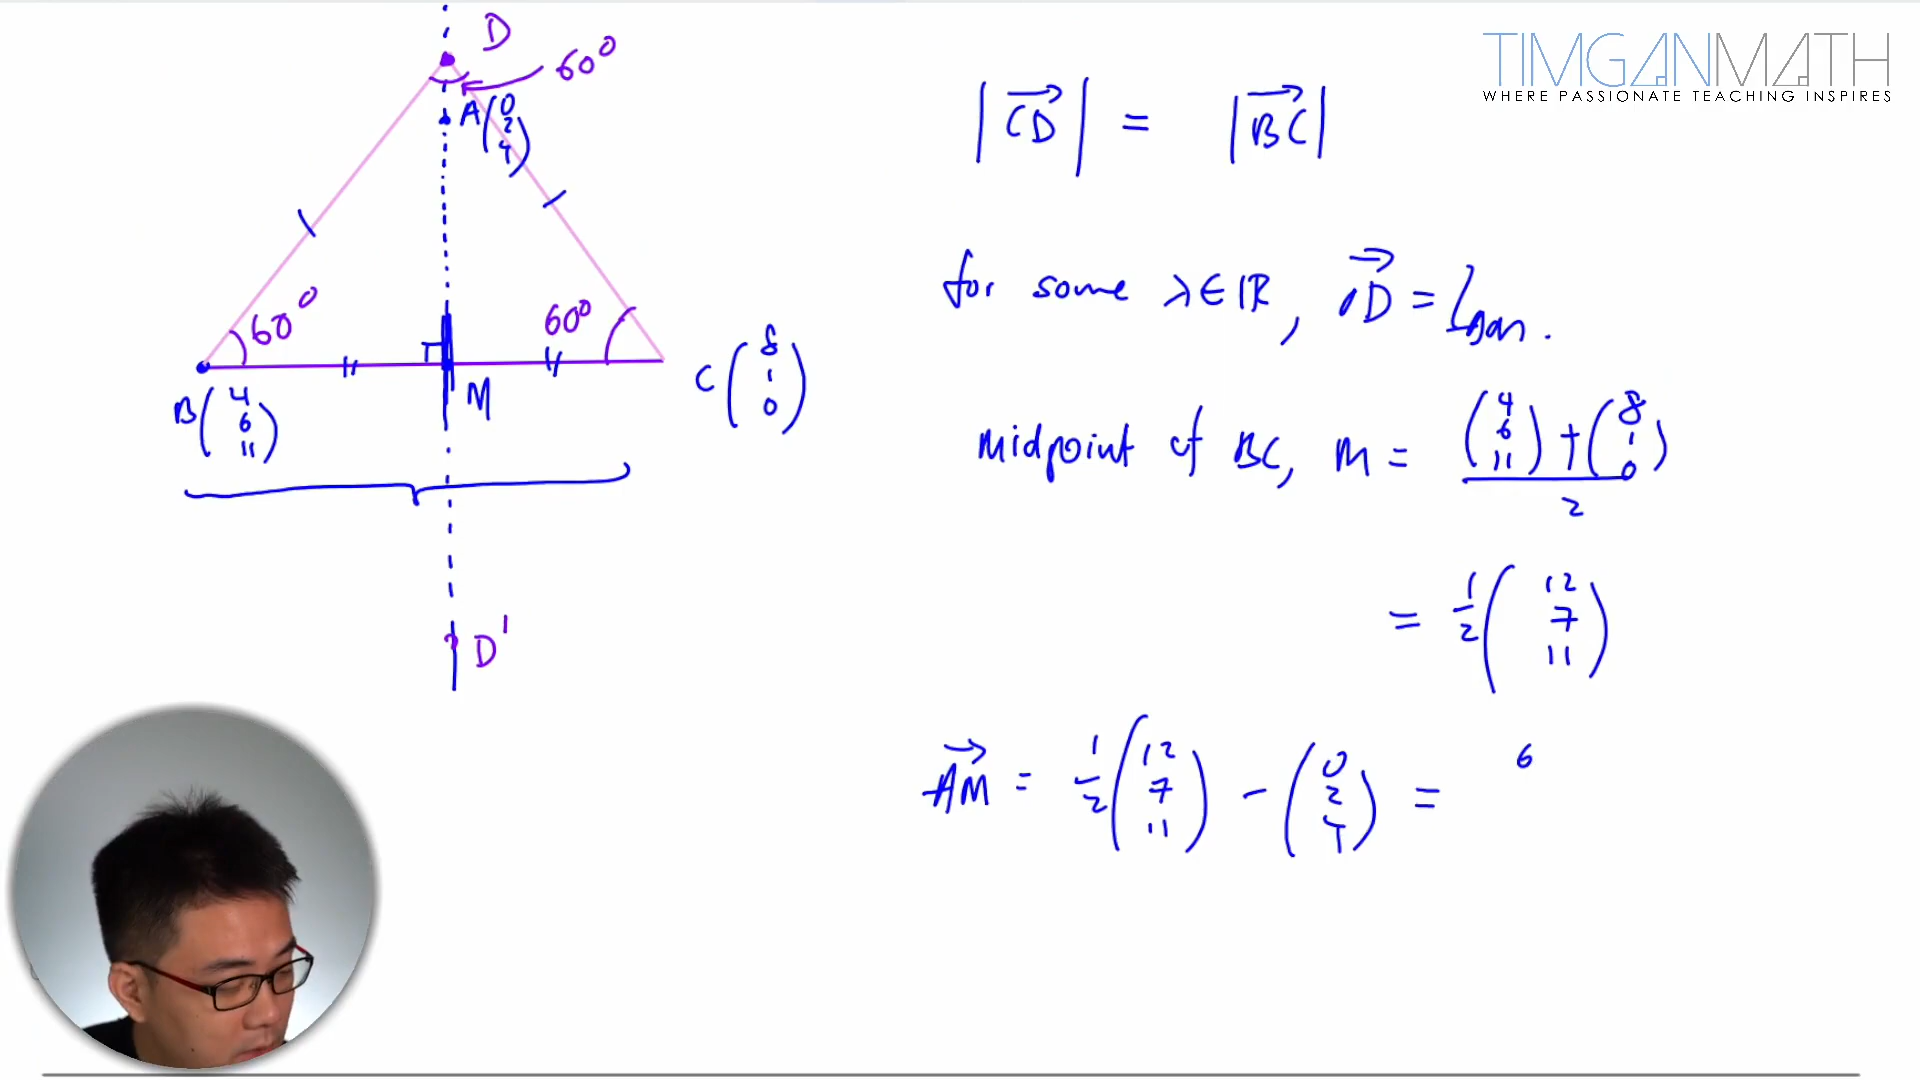 TIMGANMATH
WHERE PASSIONATE TEACHING INSPIRES
D
60°
A (0 2 4)
60°
60°
B (4 6 11)
M
C (8 1 0)
D'
|CD| = |BC|
for some λ∈ℝ, OD = l
midpoint of BC, M = ((4 6 11) + (8 1 0)) / 2
= 1/2 (12 7 11)
AM = 1/2 (12 7 11) - (0 2 4) = 6